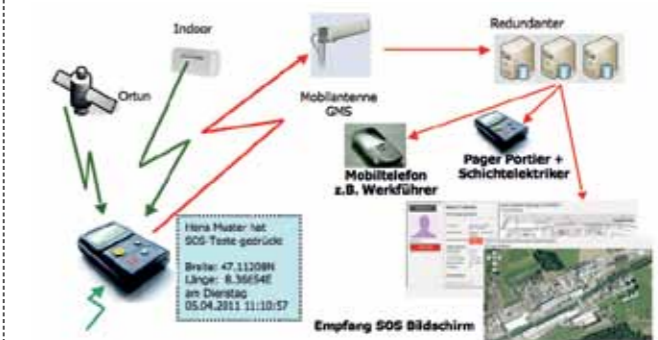 Indoor
Ortun
Mobilantenne
GMS
Redundanter
Mobiltelefon
z.B. Werkführer
Pager Portier +
Schichtelektriker
Hans Muster hat
SOS-Taste gedrückt
Breite: 47.11208N
Länge: 8.36654E
am Dienstag
05.04.2011 11:10:57
Empfang SOS Bildschirm